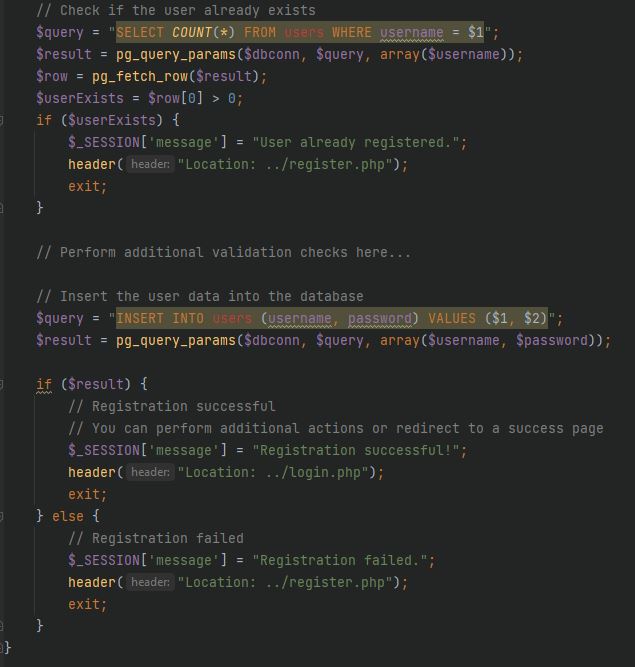 // Check if the user already exists
$query = "SELECT COUNT(*) FROM users WHERE username = $1";
$result = pg_query_params($dbconn, $query, array($username));
$row = pg_fetch_row($result);
$userExists = $row[0] > 0;
if ($userExists) {
$_SESSION['message'] = "User already registered.";
header( header: "Location: ../register.php");
exit;
}
// Perform additional validation checks here...
// Insert the user data into the database
$query = "INSERT INTO users (username, password) VALUES ($1, $2)";
$result = pg_query_params($dbconn, $query, array($username, $password));
if ($result) {
// Registration successful
// You can perform additional actions or redirect to a success page
$_SESSION['message'] = "Registration successful!";
header( header: "Location: ../login.php");
exit;
} else {
// Registration failed
$_SESSION['message'] = "Registration failed.";
header( header: "Location: ../register.php");
exit;
}
}